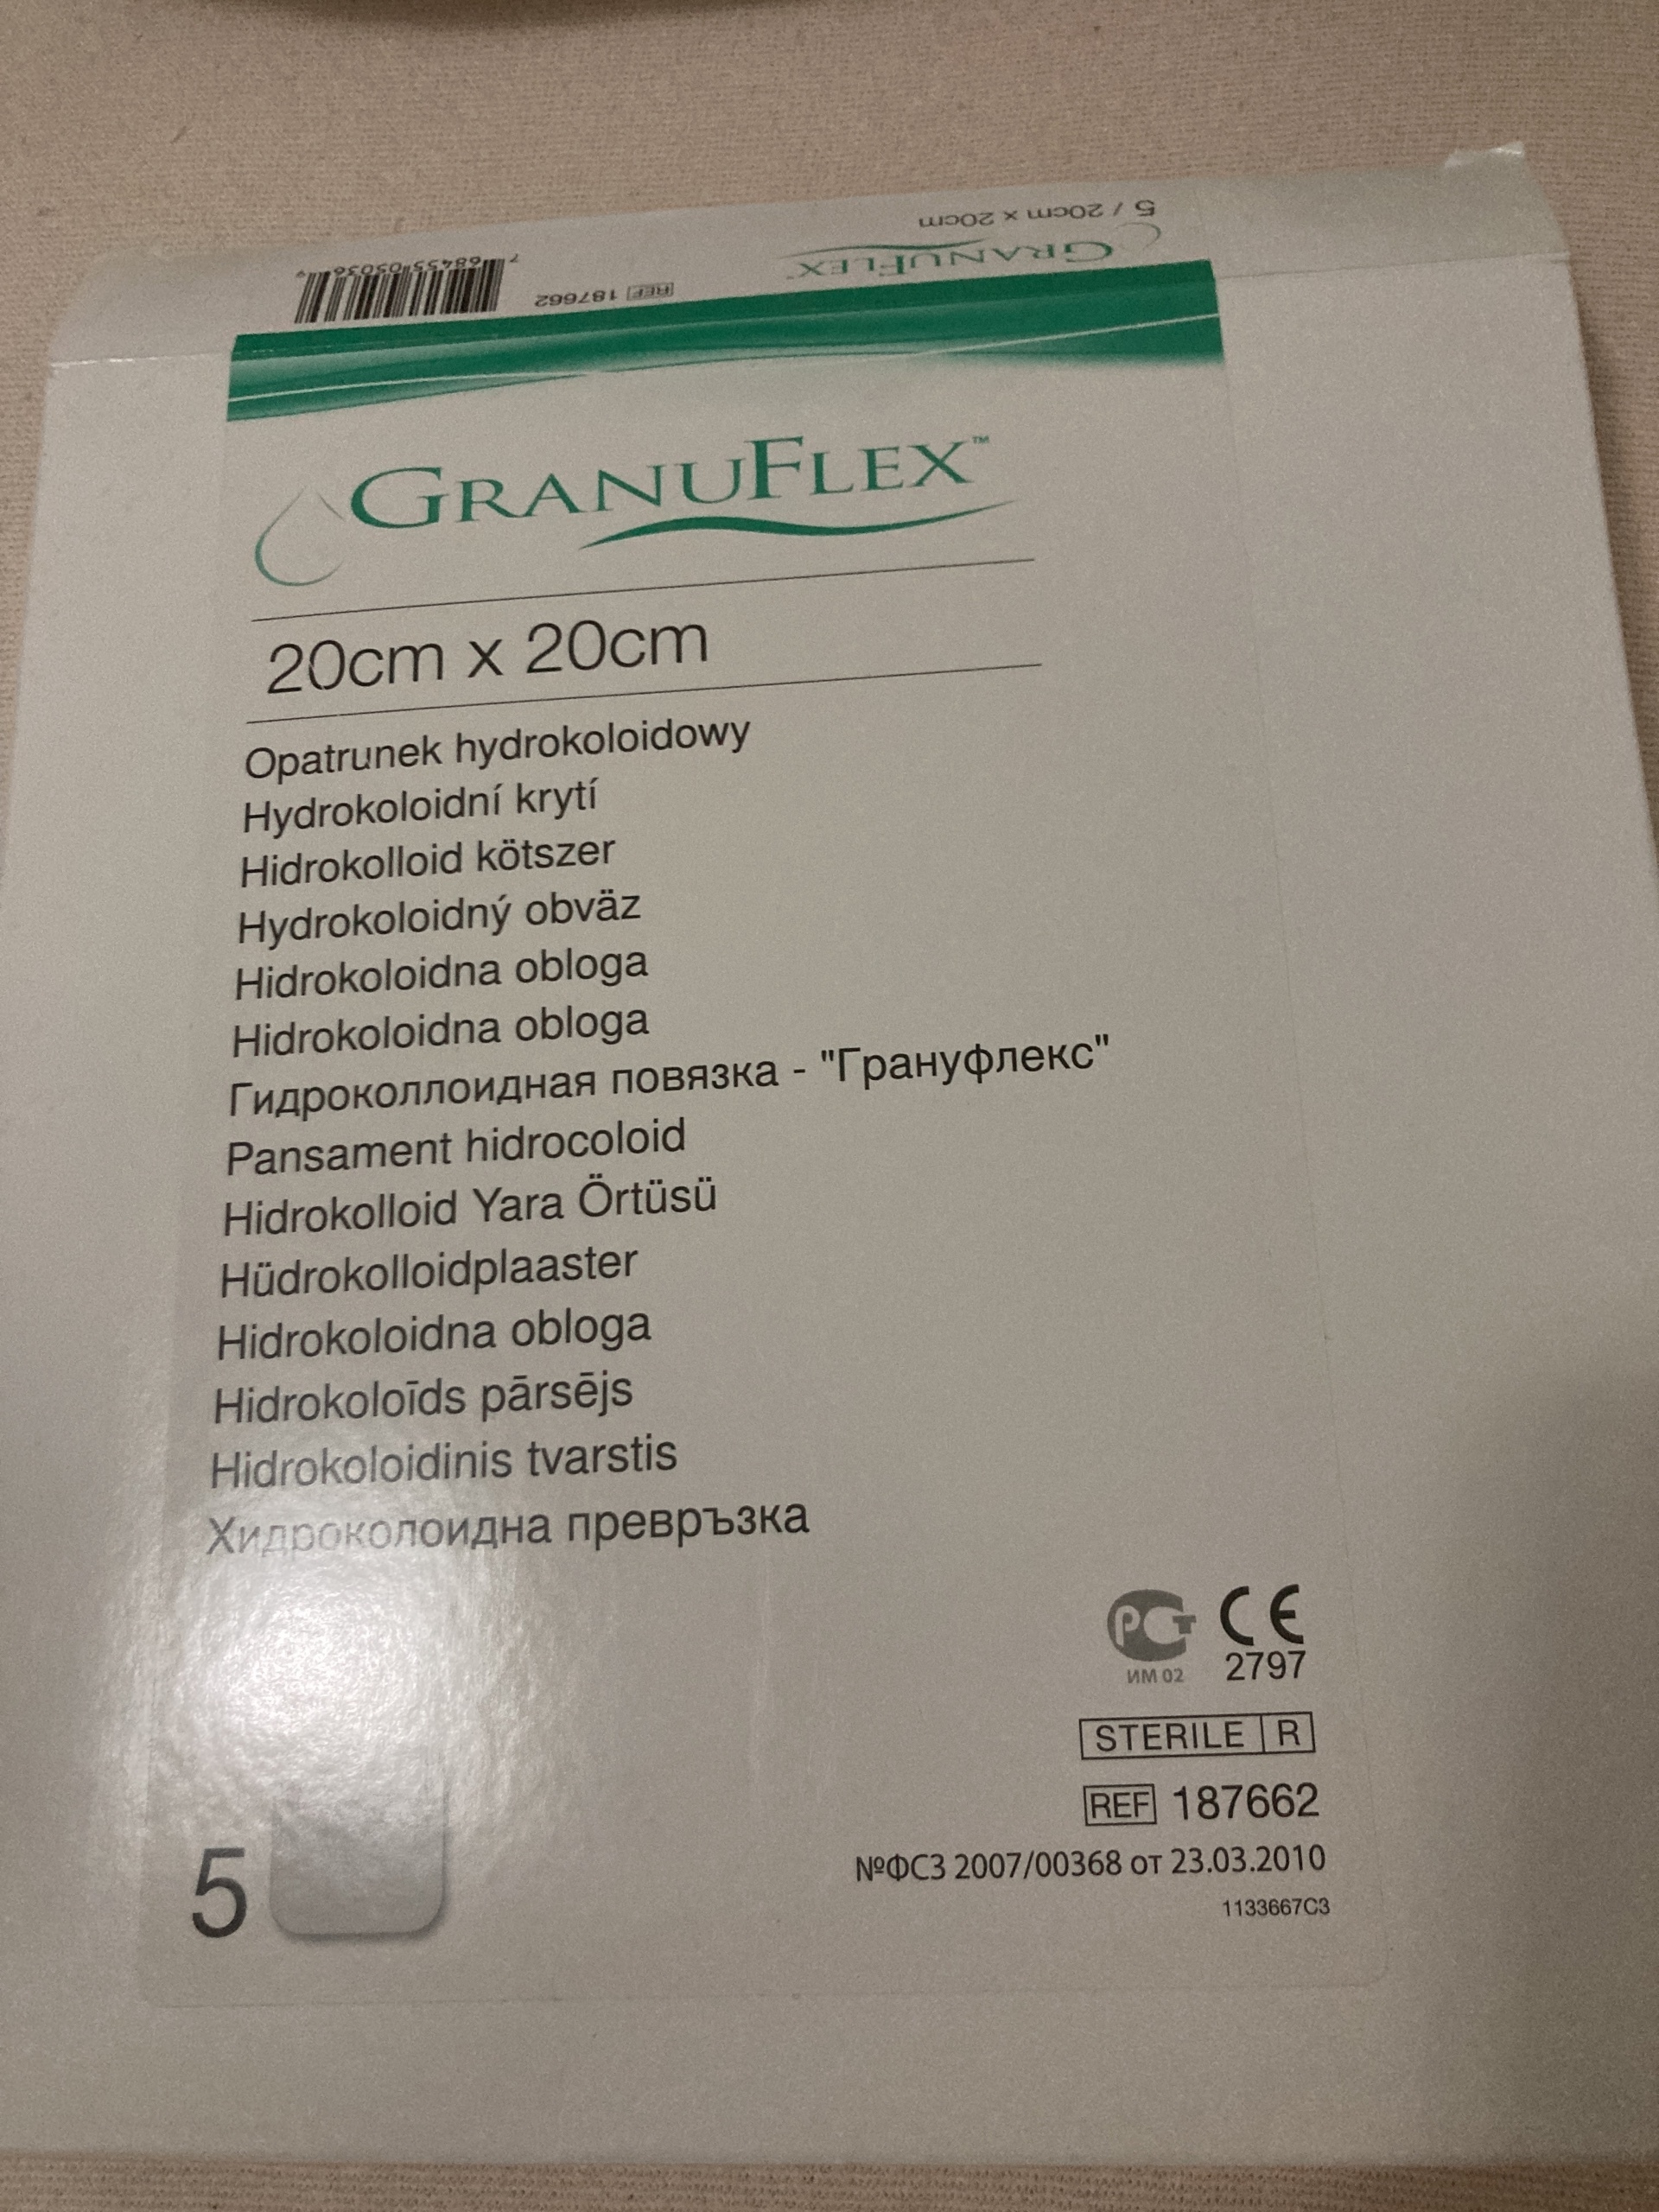 5 / 20cm x 20cm
GRANUFLEX™
REF 187662
GRANUFLEX™
20cm x 20cm
Opatrunek hydrokoloidowy
Hydrokoloidní krytí
Hidrokolloid kötszer
Hydrokoloidný obväz
Hidrokoloidna obloga
Hidrokoloidna obloga
Гидроколлоидная повязка - "Грануфлекс"
Pansament hidrocoloid
Hidrokolloid Yara Örtüsü
Hüdrokolloidplaaster
Hidrokoloidna obloga
Hidrokoloīds pārsējs
Hidrokoloidinis tvarstis
Хидроколоидна превръзка
РСТ CE
ИМ 02 2797
STERILE R
REF 187662
5
№ФСЗ 2007/00368 от 23.03.2010
1133667C3